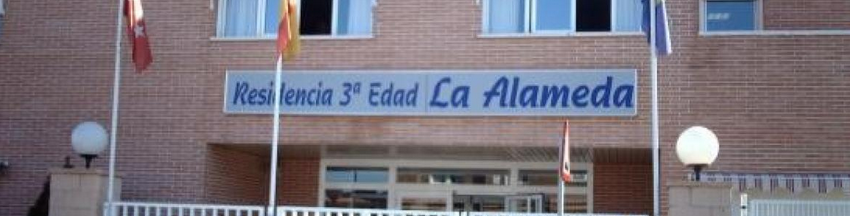 Residencia 3ª Edad La Alameda